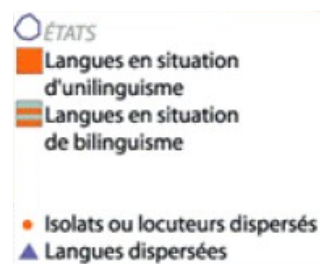 ÉTATS
Langues en situation
d'unilinguisme
Langues en situation
de bilinguisme
Isolats ou locuteurs dispersés
Langues dispersées